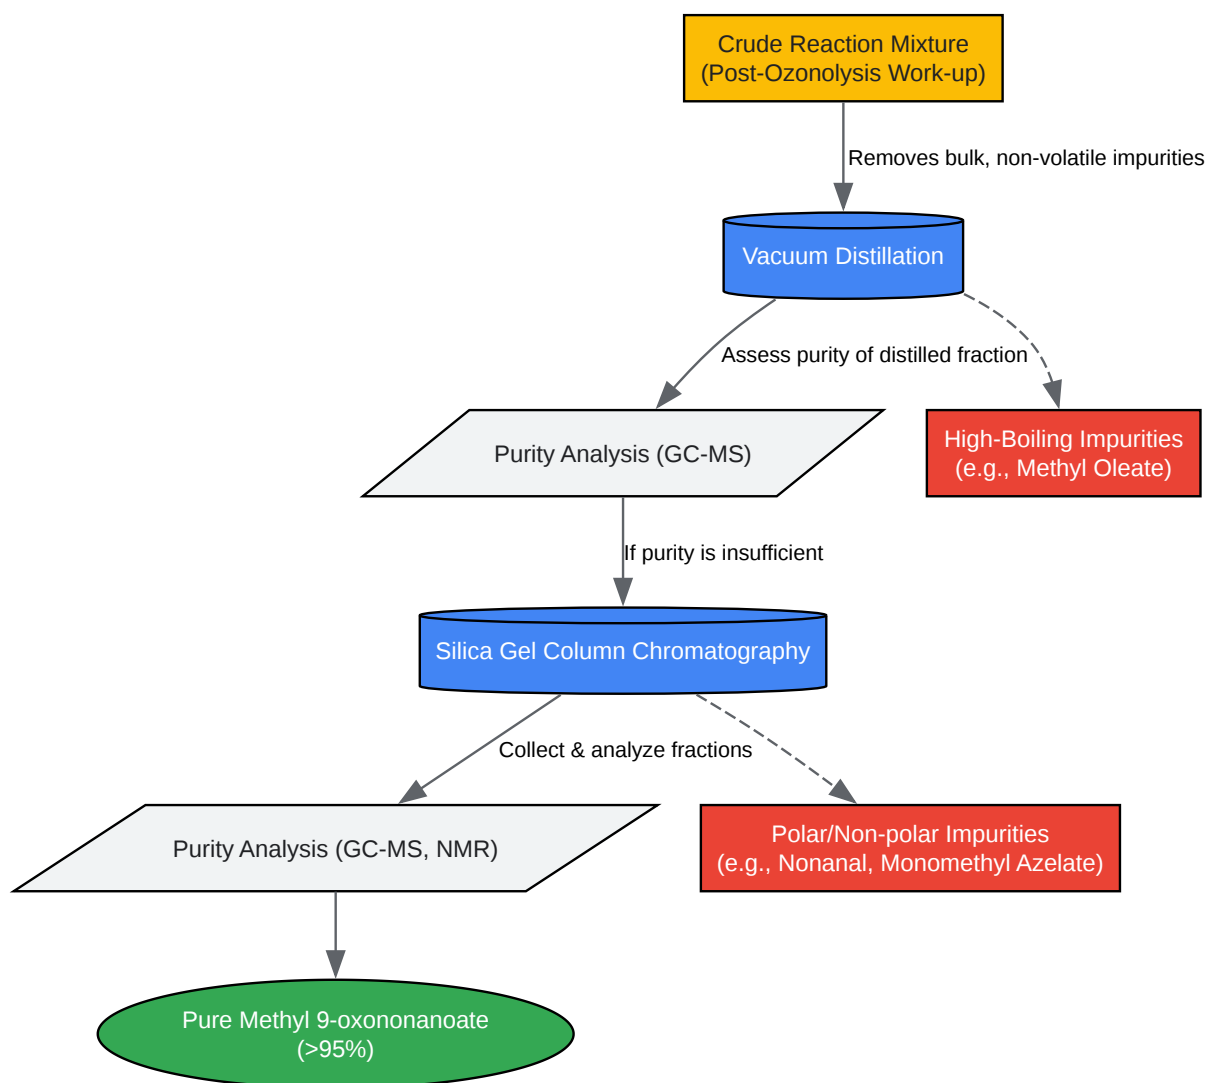 Crude Reaction Mixture
(Post-Ozonolysis Work-up)
Removes bulk, non-volatile impurities
Vacuum Distillation
Assess purity of distilled fraction
Purity Analysis (GC-MS)
High-Boiling Impurities
(e.g., Methyl Oleate)
If purity is insufficient
Silica Gel Column Chromatography
Collect & analyze fractions
Purity Analysis (GC-MS, NMR)
Polar/Non-polar Impurities
(e.g., Nonanal, Monomethyl Azelate)
Pure Methyl 9-oxononanoate
(>95%)